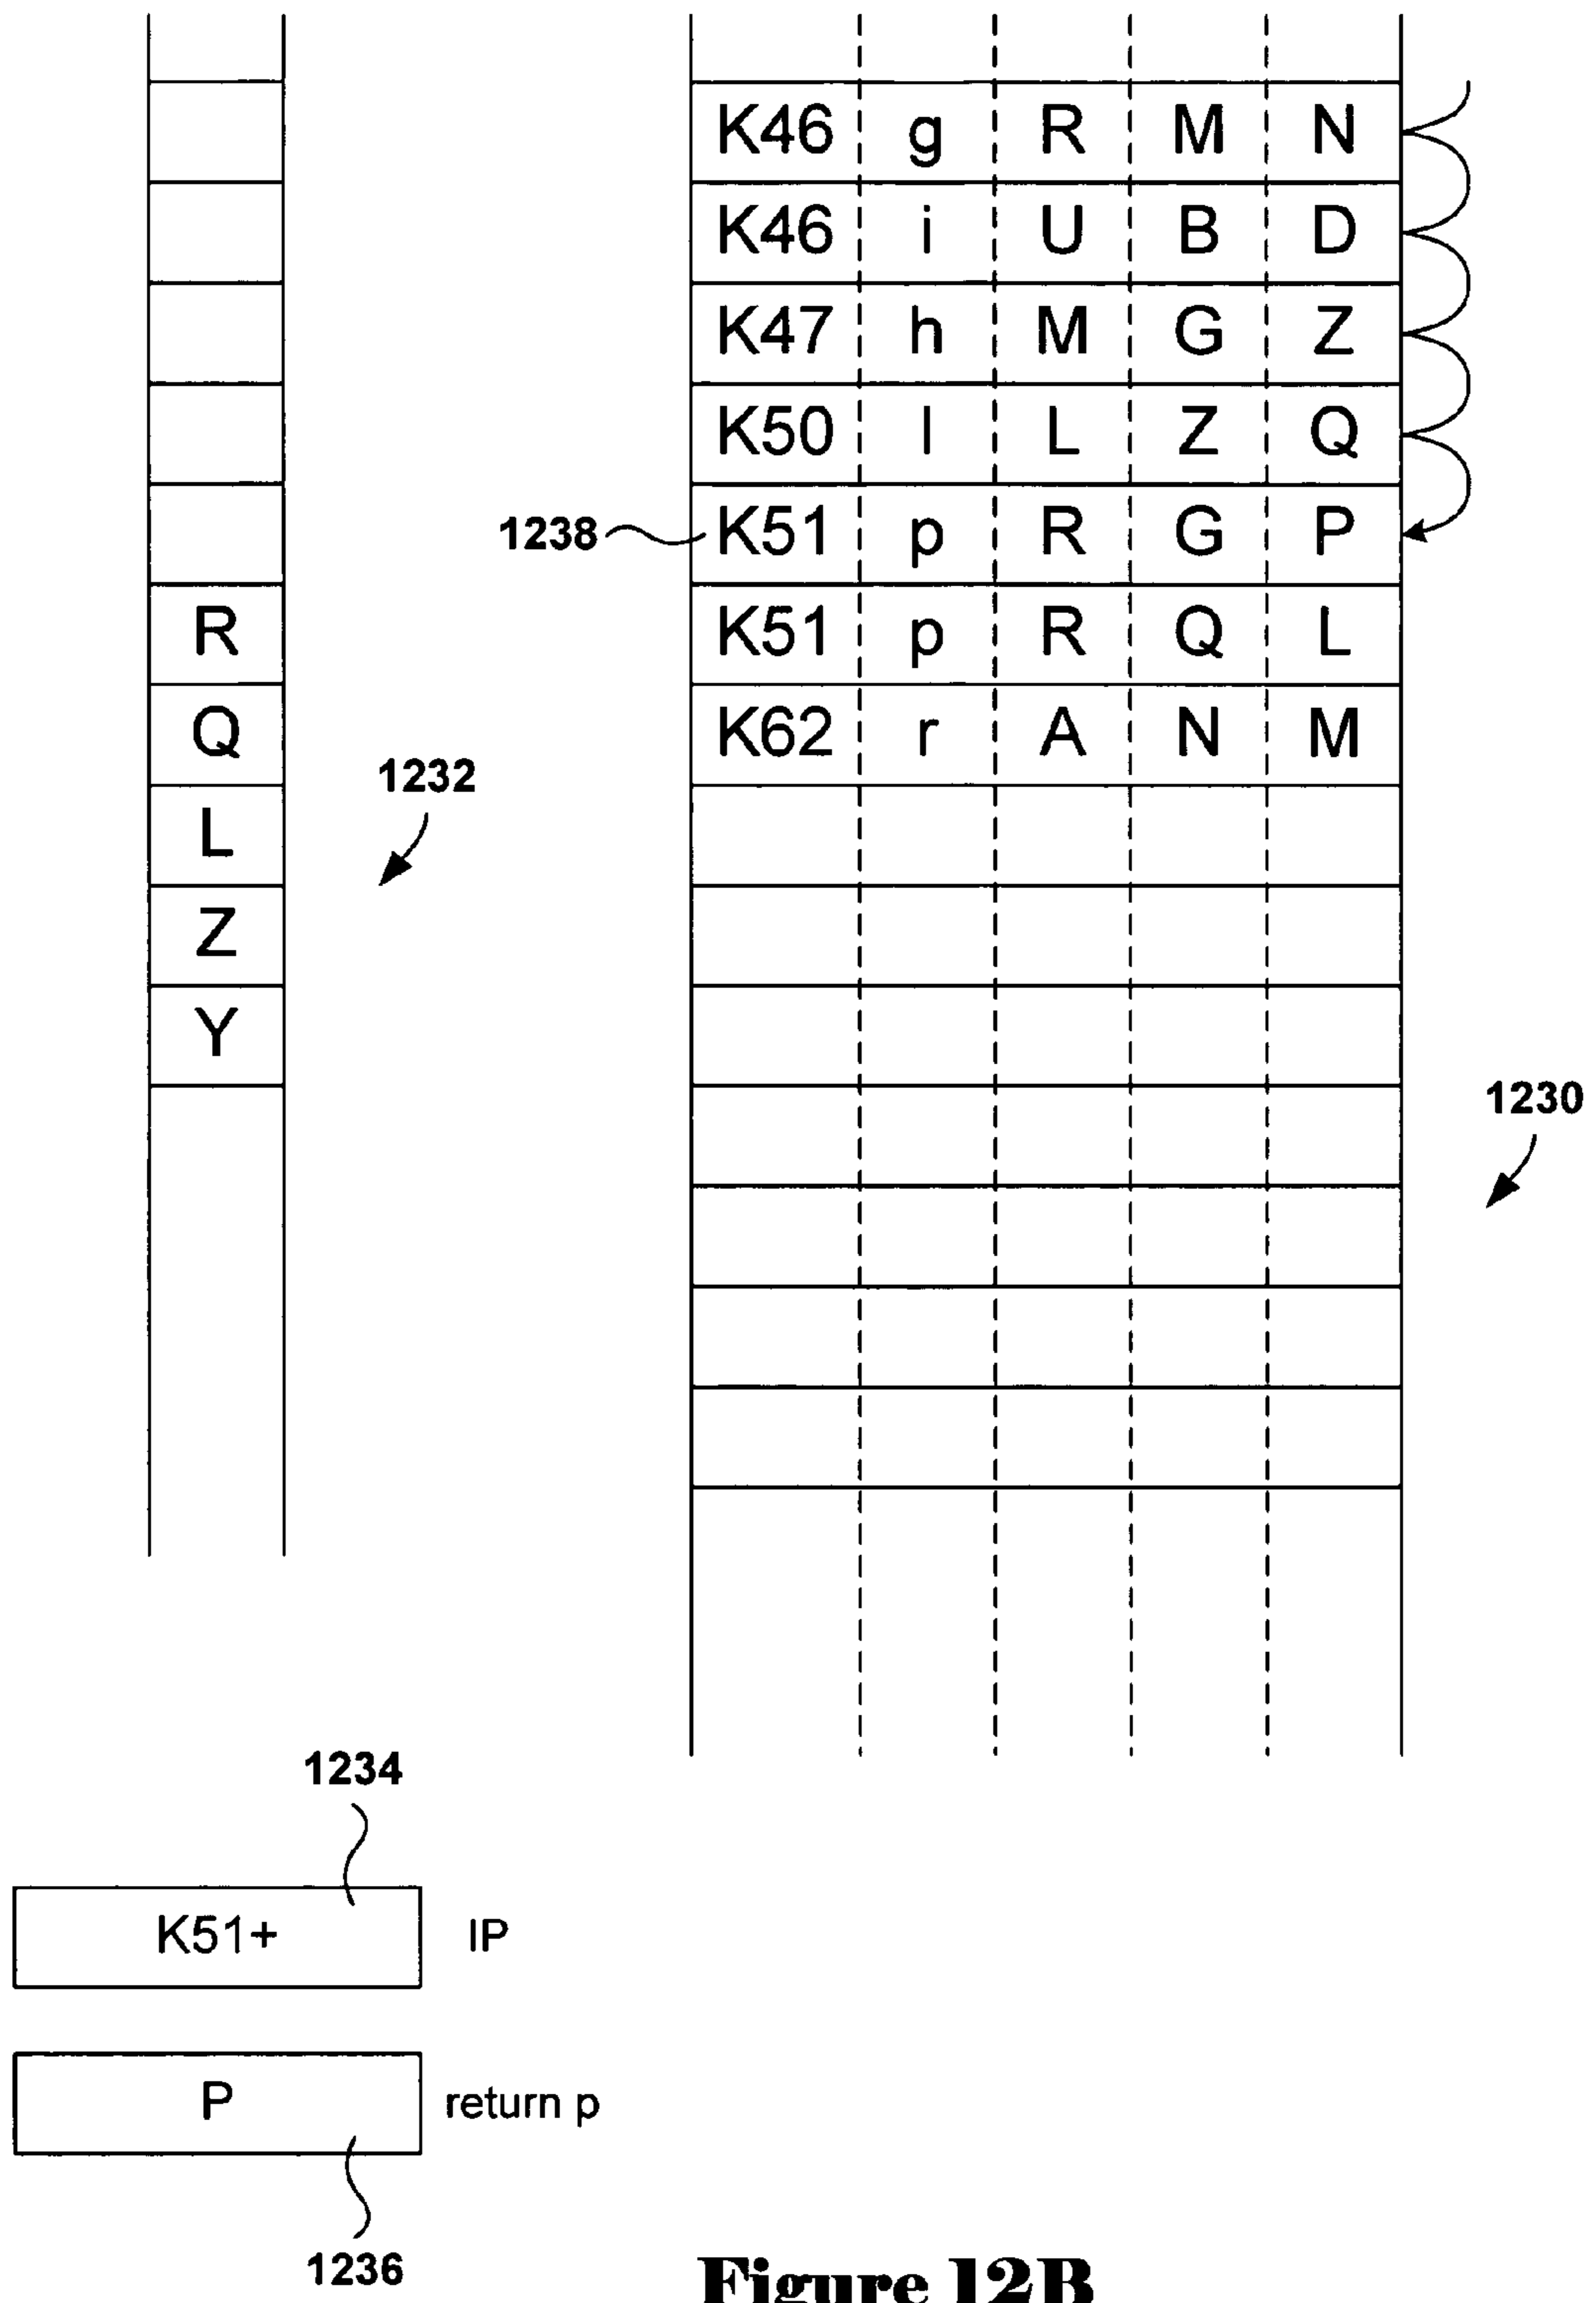 K46 g R M N
K46 i U B D
K47 h M G Z
K50 l L Z Q
1238 K51 p R G P
R K51 p R Q L
Q K62 r A N M
1232
L
Z
Y
1230
1234
K51+ IP
P return p
1236
Figure 12B